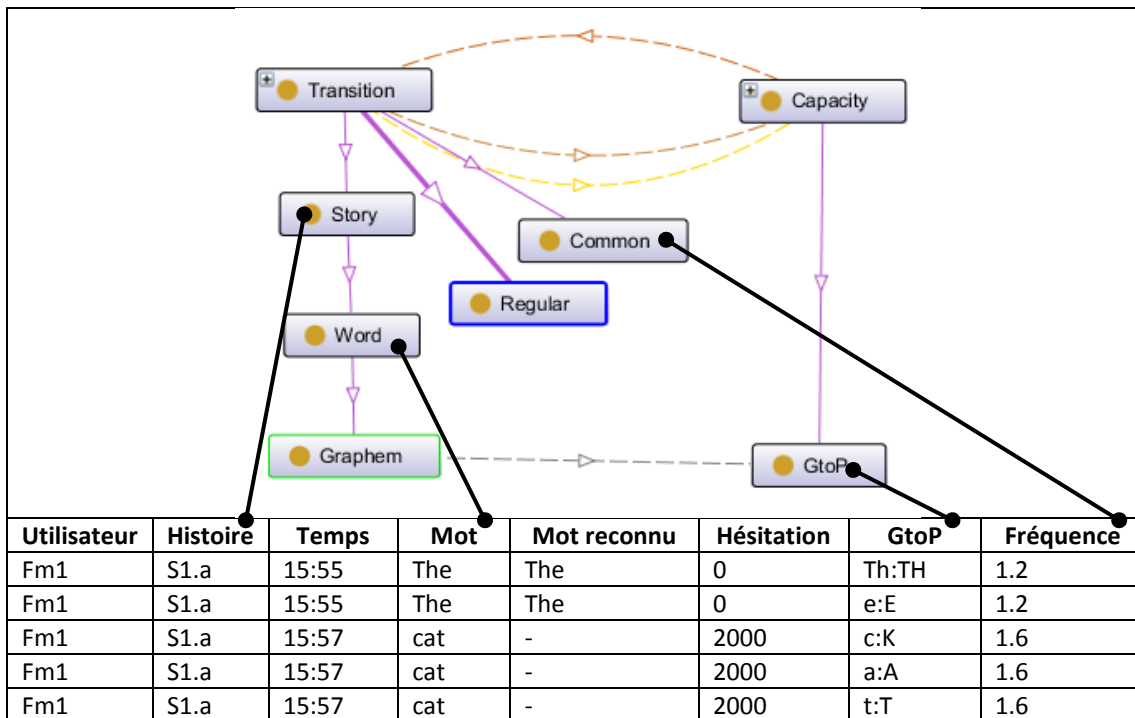 Transition
Capacity
Story
Common
Regular
Word
Graphem
GtoP
Utilisateur Histoire Temps Mot Mot reconnu Hésitation GtoP Fréquence
Fm1 S1.a 15:55 The The 0 Th:TH 1.2
Fm1 S1.a 15:55 The The 0 e:E 1.2
Fm1 S1.a 15:57 cat - 2000 c:K 1.6
Fm1 S1.a 15:57 cat - 2000 a:A 1.6
Fm1 S1.a 15:57 cat - 2000 t:T 1.6